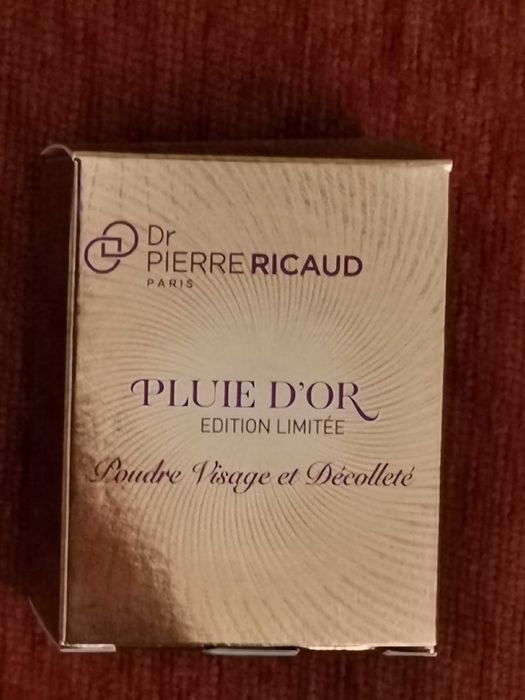 Dr
PIERRE RICAUD
PARIS
PLUIE D'OR
EDITION LIMITÉE
Poudre Visage et Décolleté